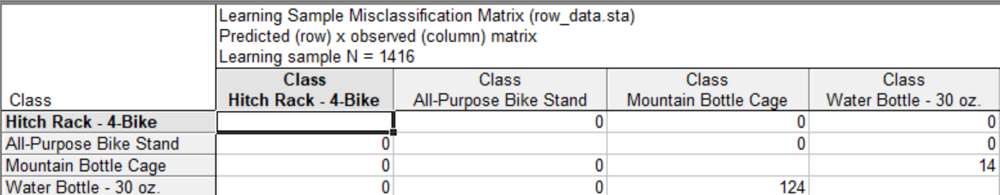 Learning Sample Misclassification Matrix (row_data.sta)
Predicted (row) x observed (column) matrix
Learning sample N = 1416
Class Class Class Class
Class Hitch Rack - 4-Bike All-Purpose Bike Stand Mountain Bottle Cage Water Bottle - 30 oz.
Hitch Rack - 4-Bike 0 0 0
All-Purpose Bike Stand 0 0 0
Mountain Bottle Cage 0 0 14
Water Bottle - 30 oz. 0 0 124